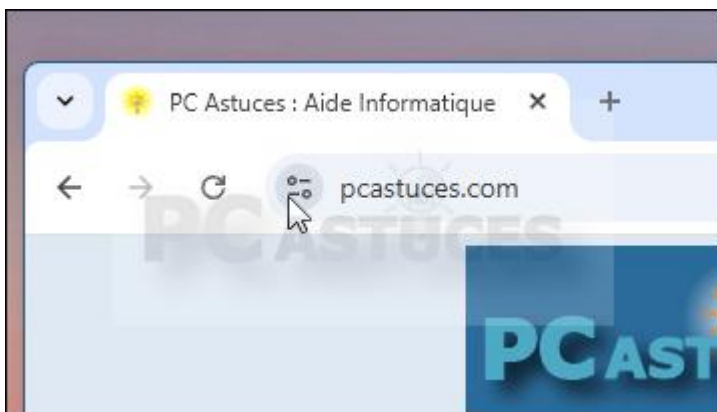 PC Astuces : Aide Informatique
pcastuces.com
PC ASTUCES
PC AST